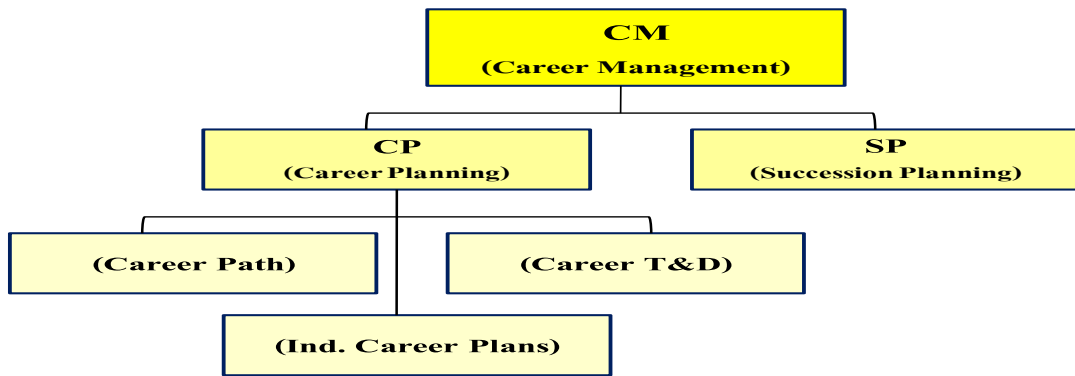 CM
(Career Management)
CP
(Career Planning)
SP
(Succession Planning)
(Career Path)
(Career T&D)
(Ind. Career Plans)